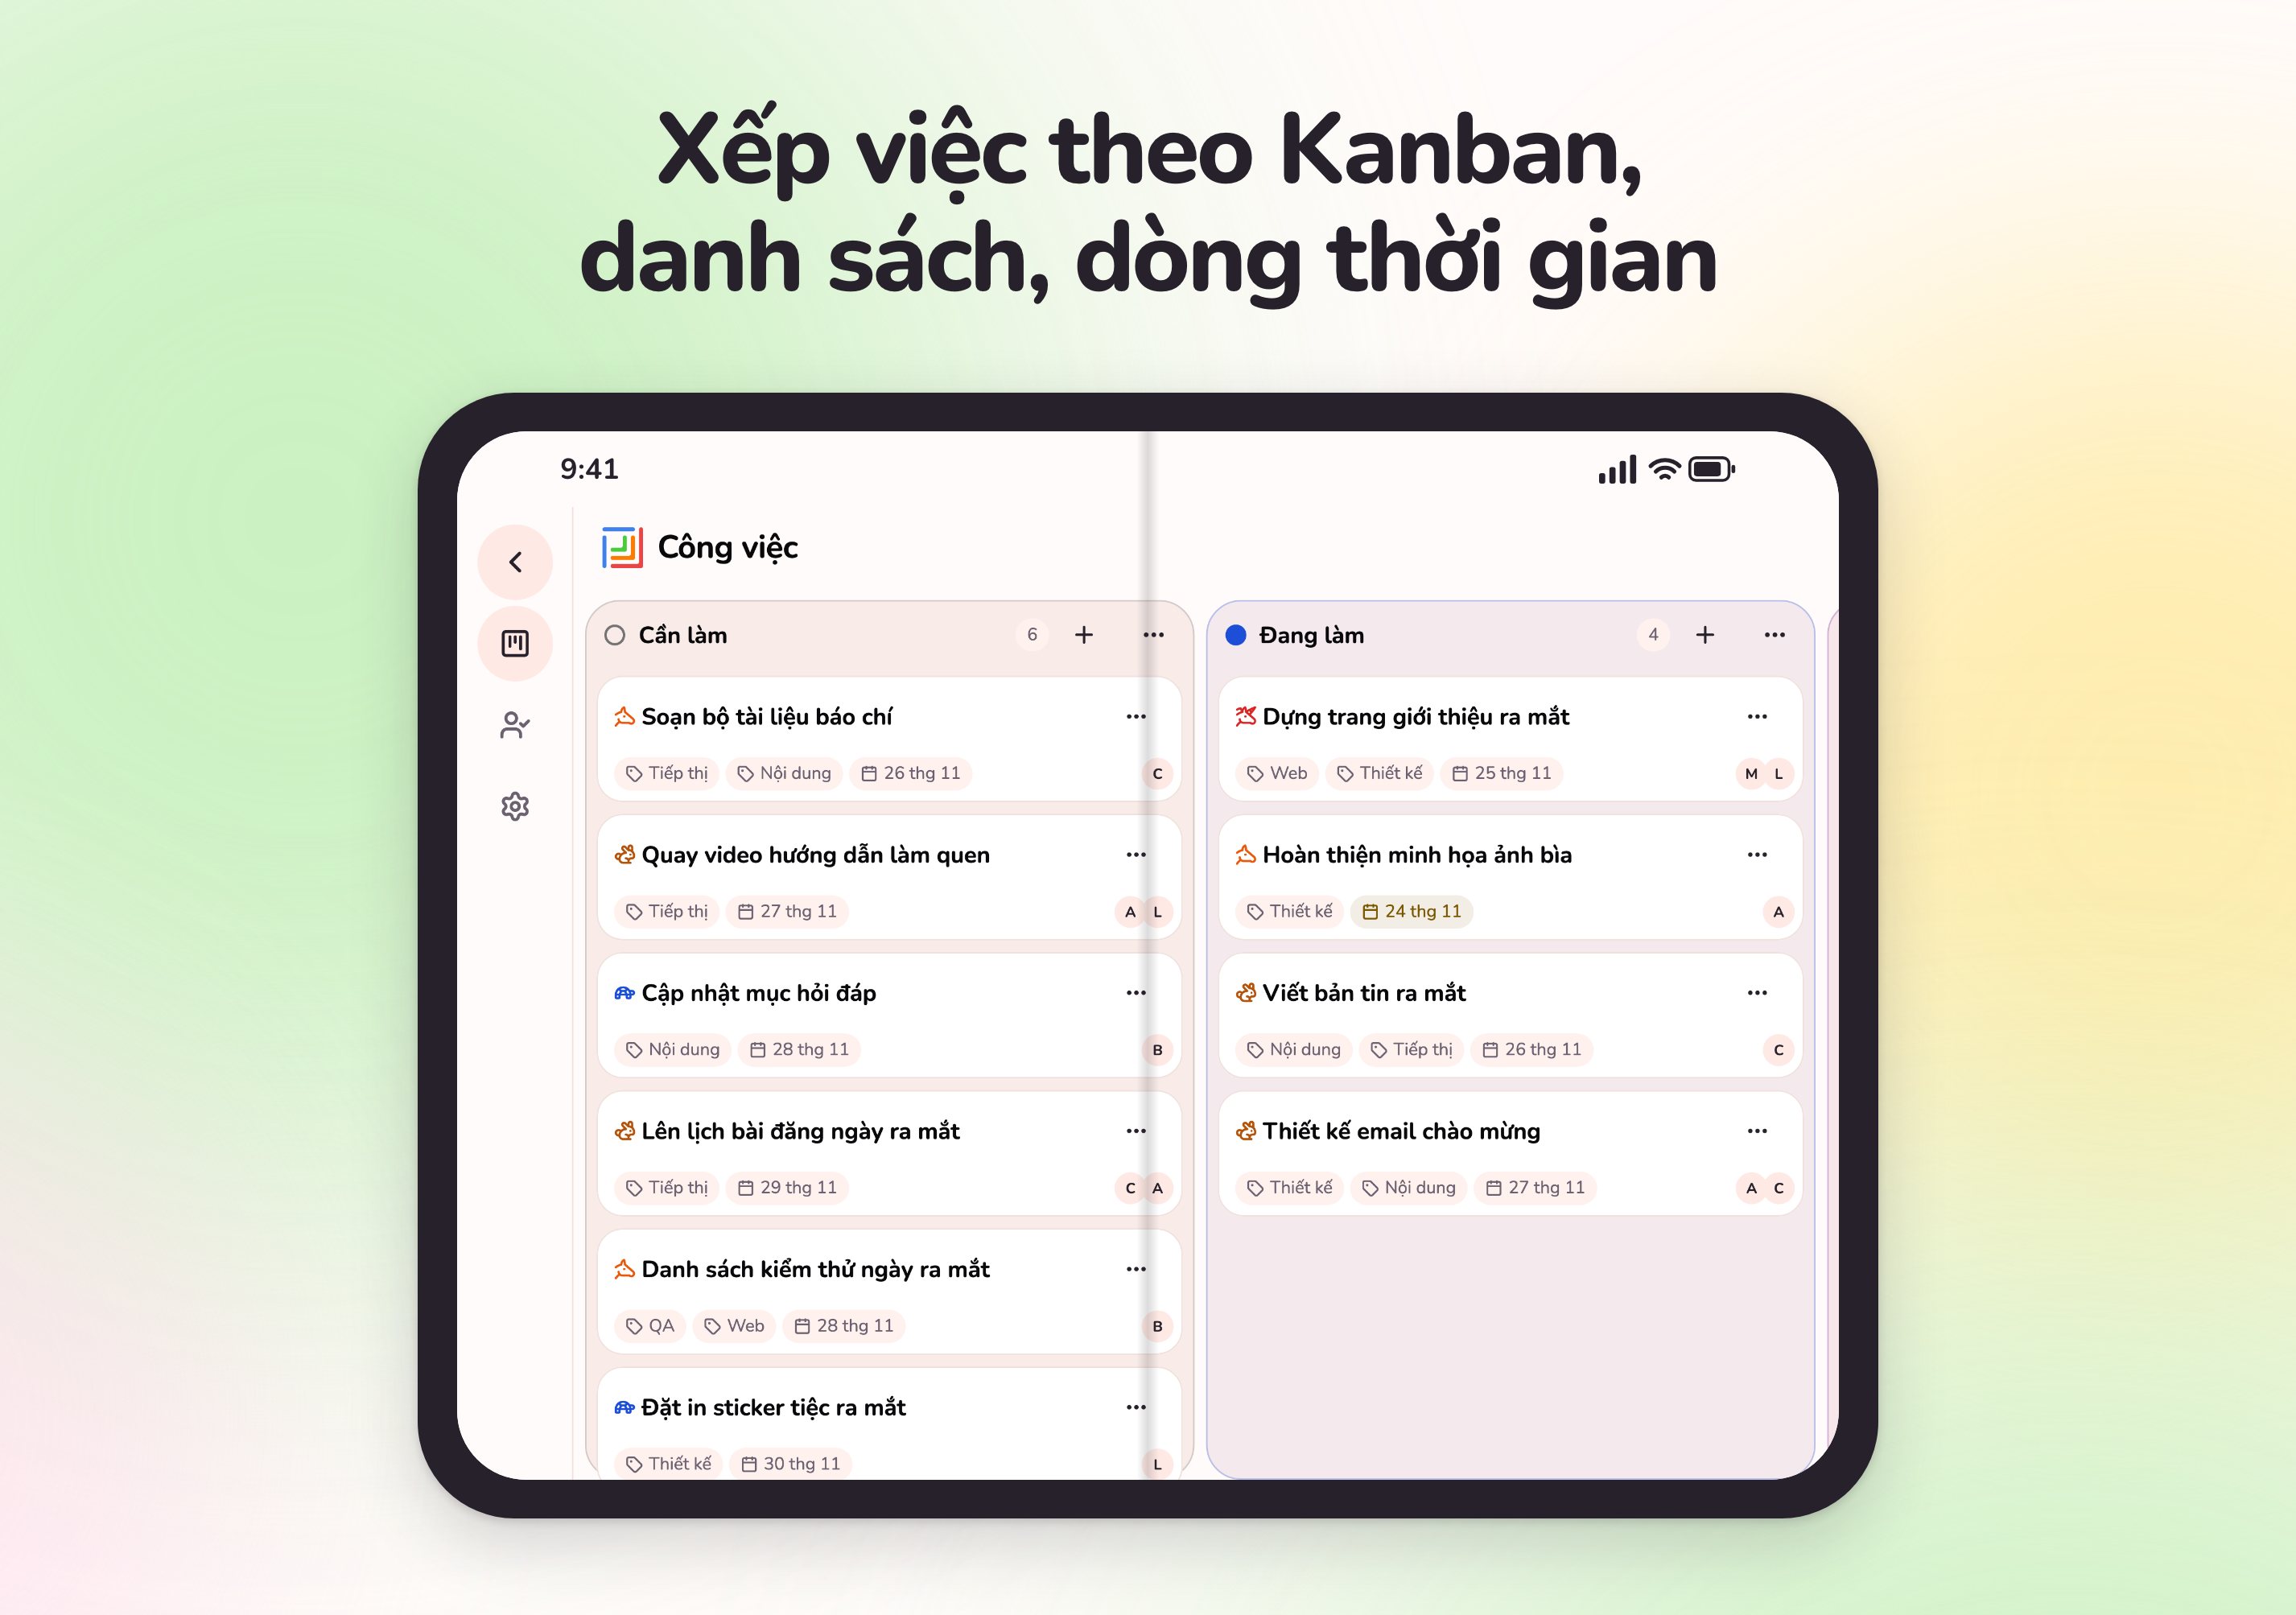 Xếp việc theo Kanban,
danh sách, dòng thời gian
9:41
Công việc
Cần làm 6
Soạn bộ tài liệu báo chí
Tiếp thị Nội dung 26 thg 11 C
Quay video hướng dẫn làm quen
Tiếp thị 27 thg 11 A L
Cập nhật mục hỏi đáp
Nội dung 28 thg 11 B
Lên lịch bài đăng ngày ra mắt
Tiếp thị 29 thg 11 C A
Danh sách kiểm thử ngày ra mắt
QA Web 28 thg 11 B
Đặt in sticker tiệc ra mắt
Thiết kế 30 thg 11 L
Đang làm 4
Dựng trang giới thiệu ra mắt
Web Thiết kế 25 thg 11 M L
Hoàn thiện minh họa ảnh bìa
Thiết kế 24 thg 11 A
Viết bản tin ra mắt
Nội dung Tiếp thị 26 thg 11 C
Thiết kế email chào mừng
Thiết kế Nội dung 27 thg 11 A C